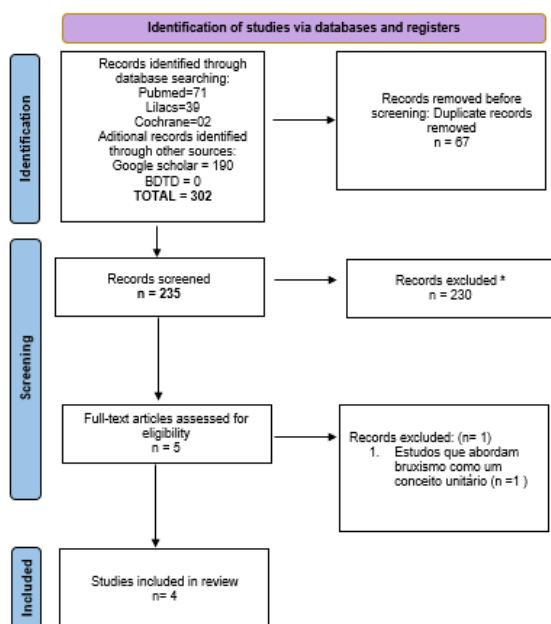 Identification of studies via databases and registers
Identification
Records identified through
database searching:
Pubmed=71
Lilacs=39
Cochrane=02
Aditional records identified
through other sources:
Google scholar = 190
BDTD = 0
TOTAL = 302
Records removed before
screening: Duplicate records
removed
n = 67
Screening
Records screened
n = 235
Records excluded *
n = 230
Full-text articles assessed for
eligibility
n = 5
Records excluded: (n= 1)
1. Estudos que abordam
bruxismo como um
conceito unitário (n =1 )
Included
Studies included in review
n= 4